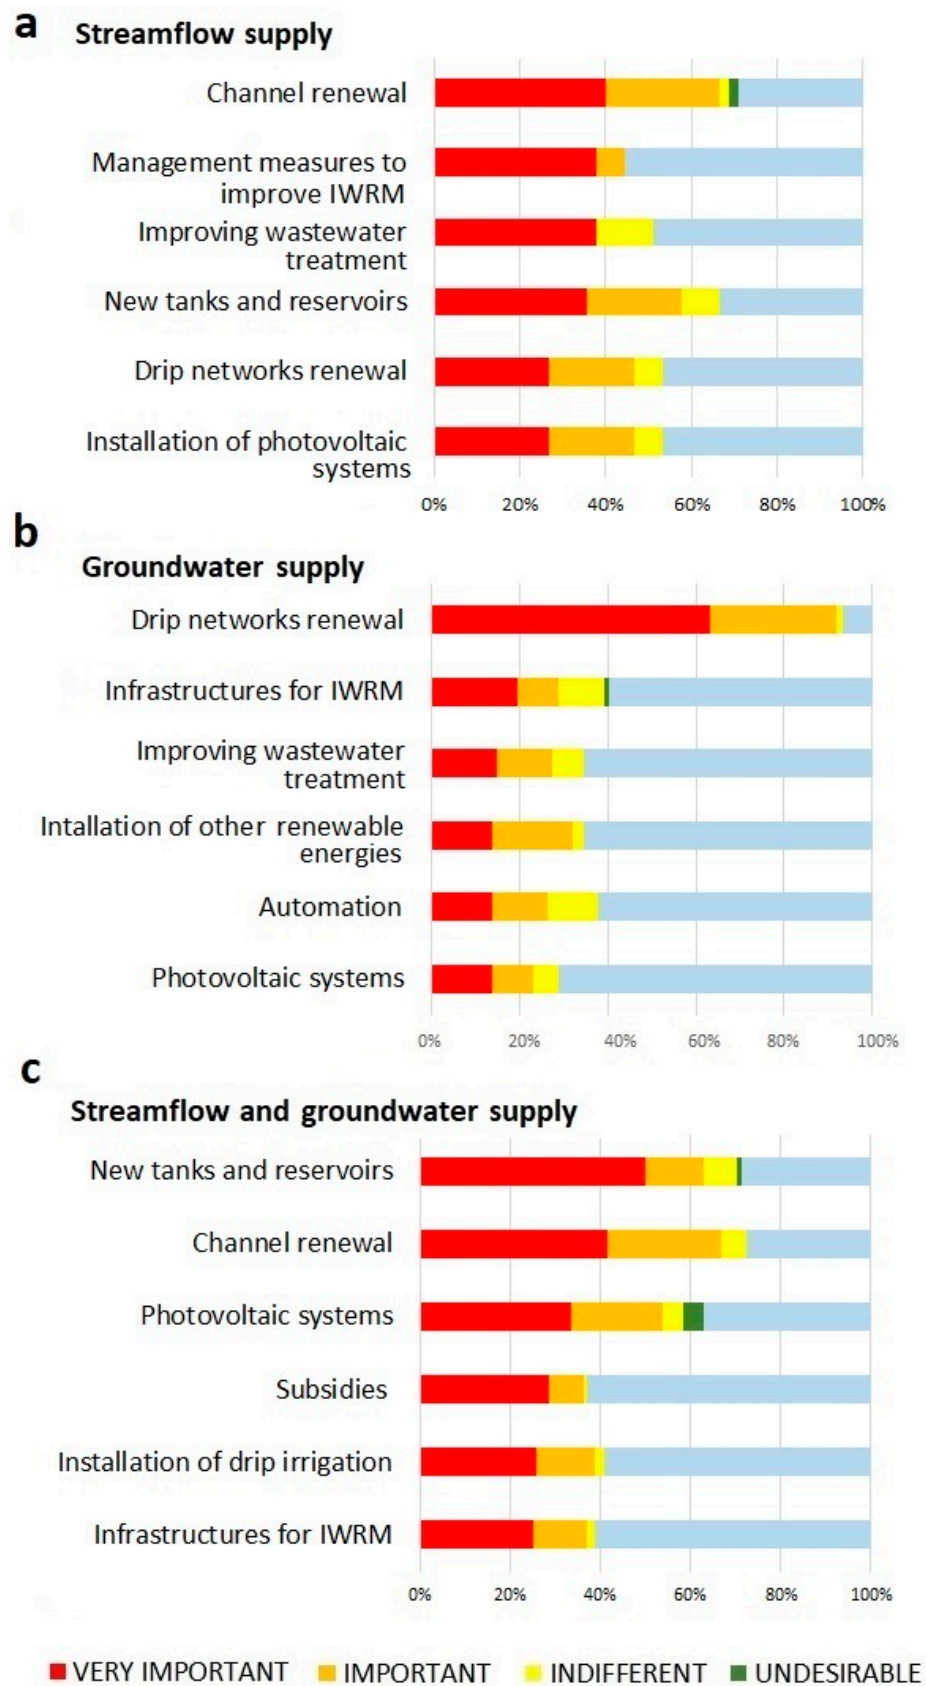 a
Streamflow supply
Channel renewal
Management measures to
improve IWRM
Improving wastewater
treatment
New tanks and reservoirs
Drip networks renewal
Installation of photovoltaic
systems
0% 20% 40% 60% 80% 100%
b
Groundwater supply
Drip networks renewal
Infrastructures for IWRM
Improving wastewater
treatment
Intallation of other renewable
energies
Automation
Photovoltaic systems
0% 20% 40% 60% 80% 100%
c
Streamflow and groundwater supply
New tanks and reservoirs
Channel renewal
Photovoltaic systems
Subsidies
Installation of drip irrigation
Infrastructures for IWRM
0% 20% 40% 60% 80% 100%
VERY IMPORTANT IMPORTANT INDIFFERENT UNDESIRABLE